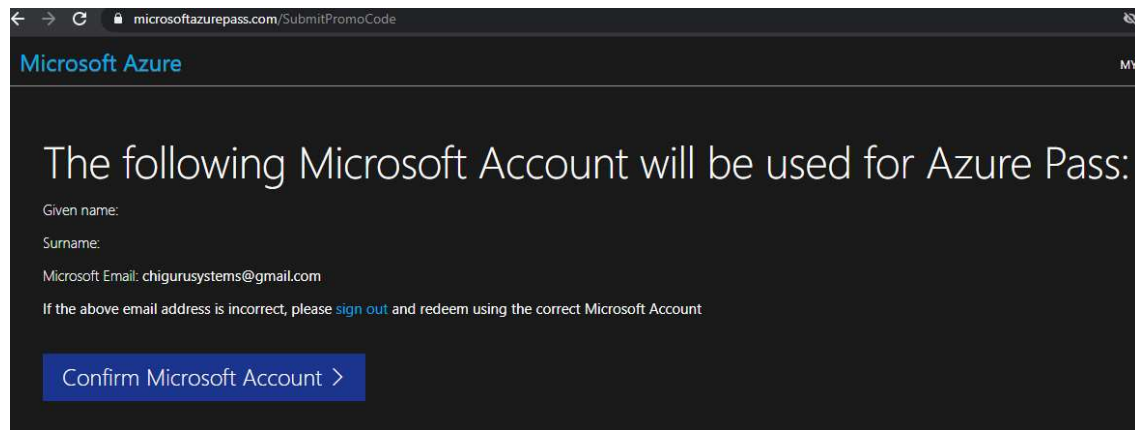 microsoftazurepass.com/SubmitPromoCode
Microsoft Azure
MY
The following Microsoft Account will be used for Azure Pass:
Given name:
Surname:
Microsoft Email: chigurusystems@gmail.com
If the above email address is incorrect, please sign out and redeem using the correct Microsoft Account
Confirm Microsoft Account >